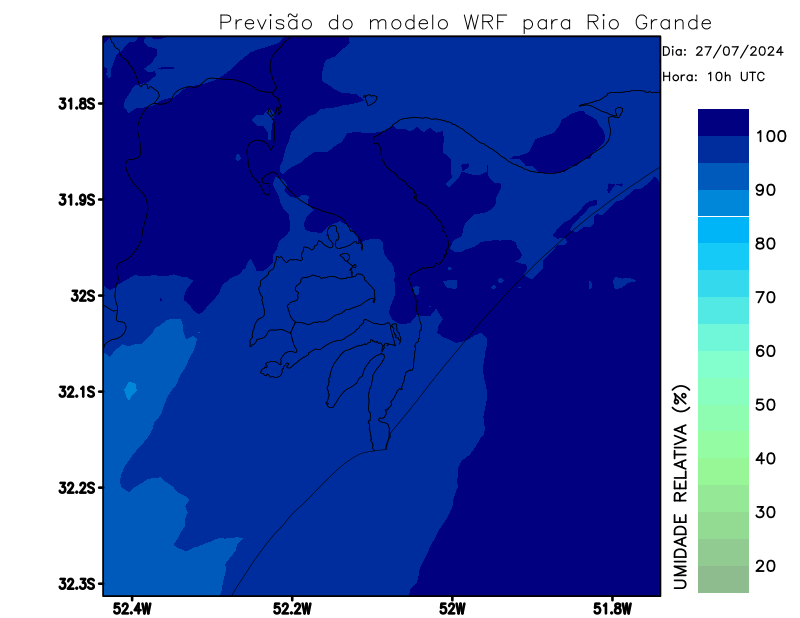 Previsão do modelo WRF para Rio Grande
Dia: 27/07/2024
Hora: 10h UTC
31.8S
31.9S
32S
32.1S
32.2S
32.3S
52.4W
52.2W
52W
51.8W
100
90
80
70
60
50
40
30
20
UMIDADE RELATIVA (%)